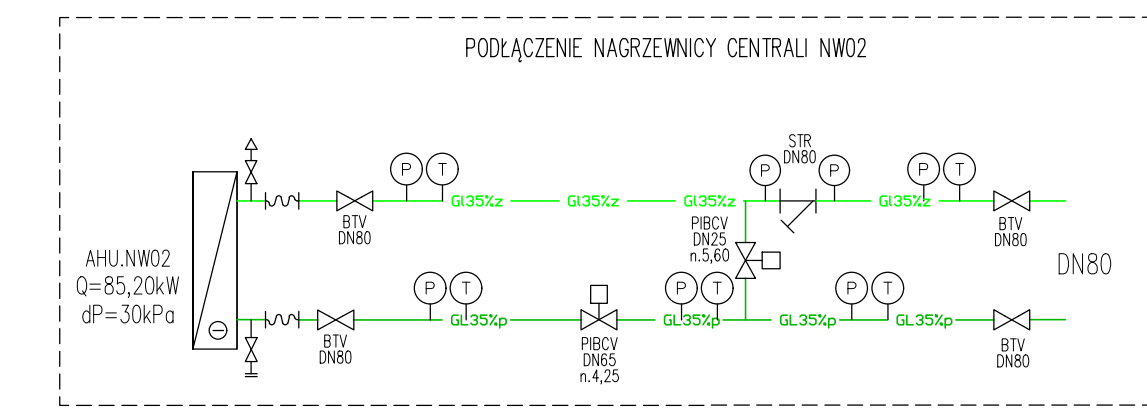 PODŁĄCZENIE NAGRZEWNICY CENTRALI NW02
STR
DN80
P
T
P
P
P
T
Gl35%z
Gl35%z
Gl35%z
Gl35%z
BTV
DN80
PIBCV
DN25
n.5,60
BTV
DN80
AHU.NW02
Q=85,20kW
dP=30kPa
DN80
P
T
P
T
P
T
GL35%p
GL35%p
GL35%p
GL35%p
BTV
DN80
PIBCV
DN65
n.4,25
BTV
DN80